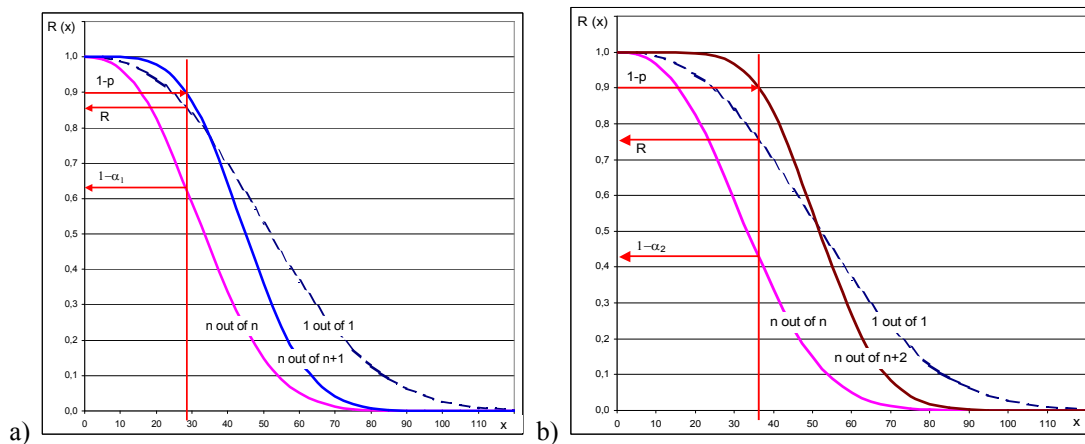 R (x)
1,0
0,9
0,8
0,7
0,6
0,5
0,4
0,3
0,2
0,1
0,0
1-p
R
1−α₁
n out of n
1 out of 1
n out of n+1
0 10 20 30 40 50 60 70 80 90 100 110
x
a)
R (x)
1,0
0,9
0,8
0,7
0,6
0,5
0,4
0,3
0,2
0,1
0,0
1-p
R
1−α₂
n out of n
1 out of 1
n out of n+2
0 10 20 30 40 50 60 70 80 90 100 110
x
b)